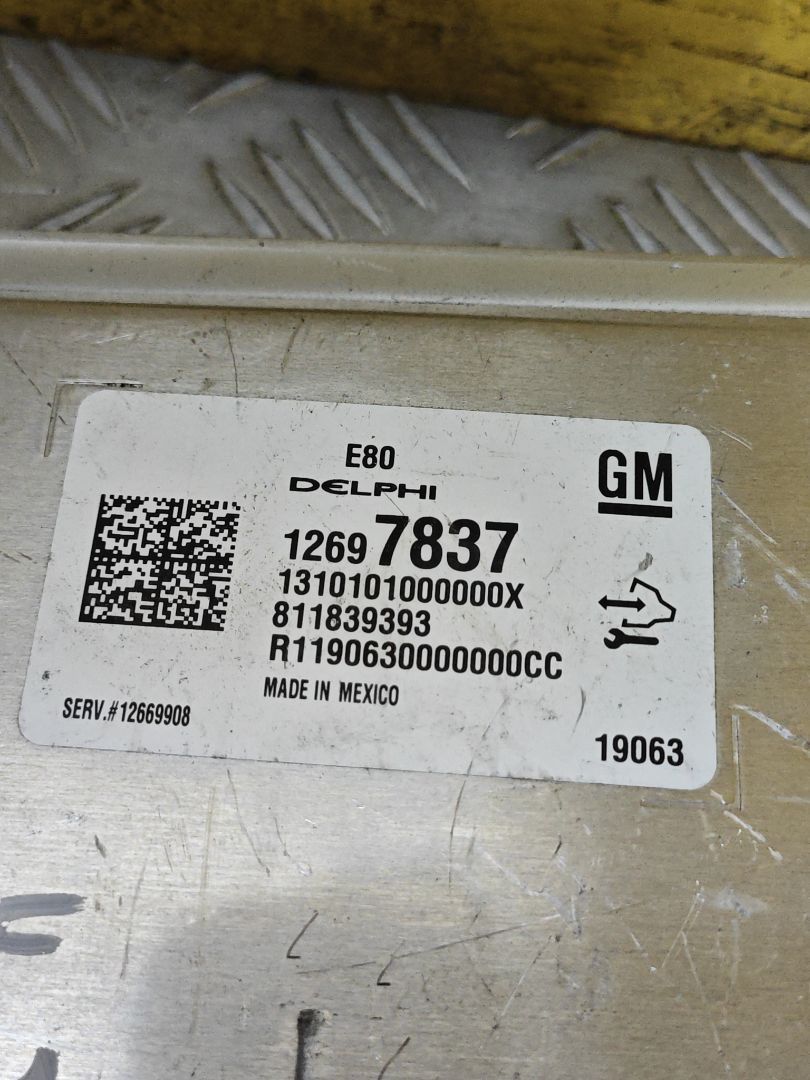 E80
DELPHI
GM
12697837
1310101000000X
811839393
R1190630000000CC
MADE IN MEXICO
SERV.#12669908
19063